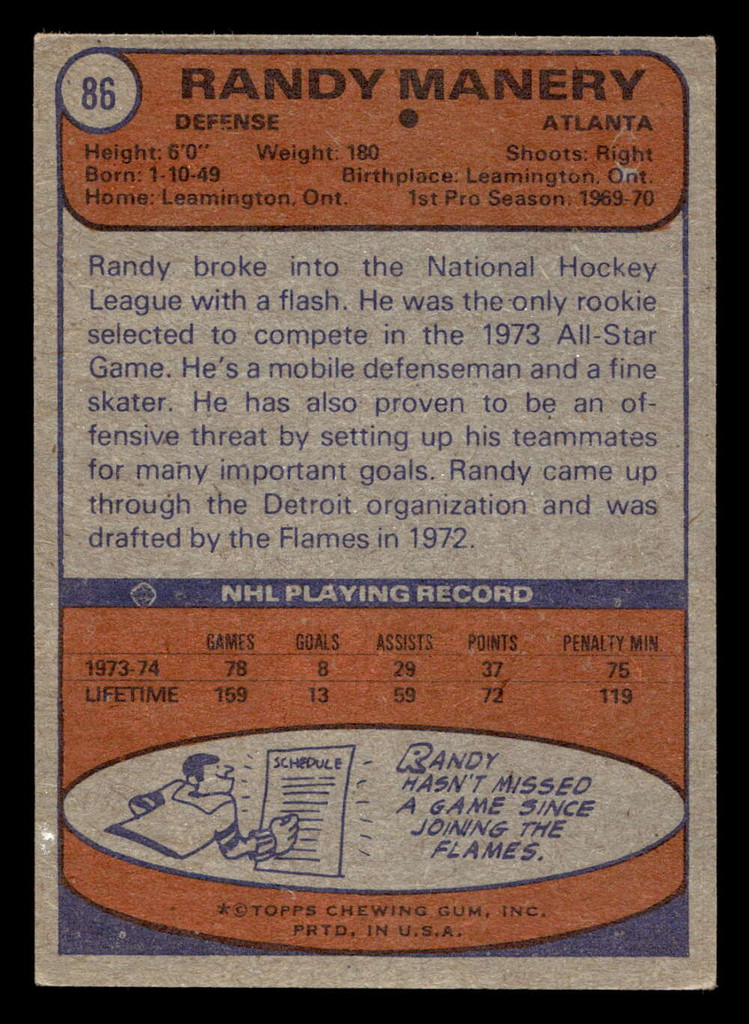 86
RANDY MANERY
DEFENSE • ATLANTA
Height: 6'0" Weight: 180 Shoots: Right
Born: 1-10-49 Birthplace: Leamington, Ont.
Home: Leamington, Ont. 1st Pro Season: 1969-70
Randy broke into the National Hockey
League with a flash. He was the only rookie
selected to compete in the 1973 All-Star
Game. He's a mobile defenseman and a fine
skater. He has also proven to be an of-
fensive threat by setting up his teammates
for many important goals. Randy came up
through the Detroit organization and was
drafted by the Flames in 1972.
NHL PLAYING RECORD
GAMES GOALS ASSISTS POINTS PENALTY MIN.
1973-74 78 8 29 37 75
LIFETIME 159 13 59 72 119
SCHEDULE
RANDY
HASN'T MISSED
A GAME SINCE
JOINING THE
FLAMES.
*© TOPPS CHEWING GUM, INC.
PRTD. IN U.S.A.